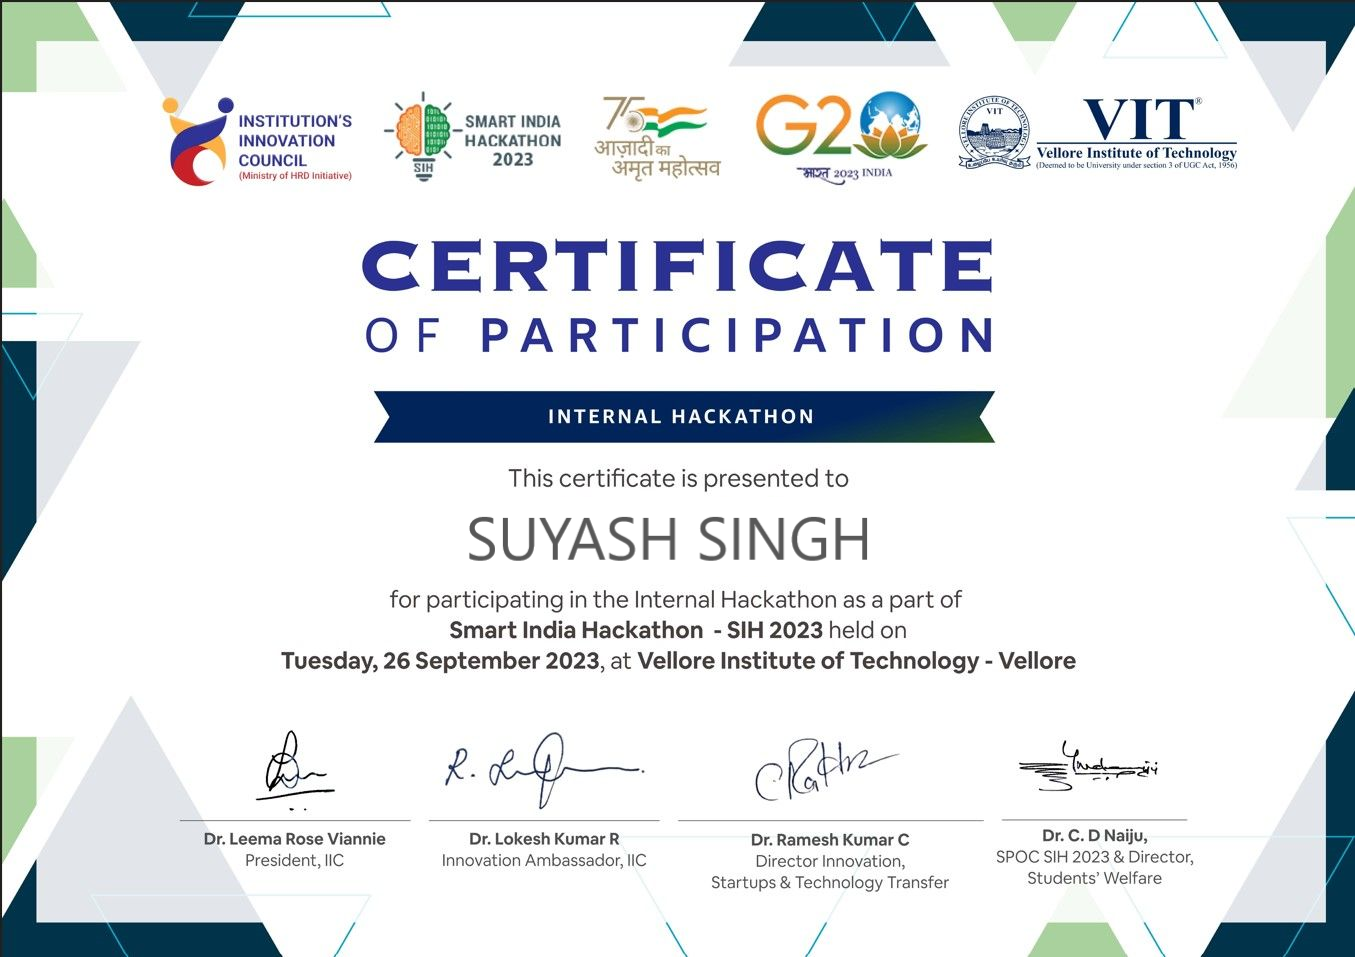 INSTITUTION'S
INNOVATION
COUNCIL
(Ministry of HRD Initiative)
SMART INDIA
HACKATHON
2023
SIH
75
आज़ादी का
अमृत महोत्सव
G20
भारत 2023 INDIA
VELLORE INSTITUTE OF TECHNOLOGY
VIT
VIT®
Vellore Institute of Technology
(Deemed to be University under section 3 of UGC Act, 1956)
CERTIFICATE
OF PARTICIPATION
INTERNAL HACKATHON
This certificate is presented to
SUYASH SINGH
for participating in the Internal Hackathon as a part of
Smart India Hackathon - SIH 2023 held on
Tuesday, 26 September 2023, at Vellore Institute of Technology - Vellore
Dr. Leema Rose Viannie
President, IIC
Dr. Lokesh Kumar R
Innovation Ambassador, IIC
Dr. Ramesh Kumar C
Director Innovation,
Startups & Technology Transfer
Dr. C. D Naiju,
SPOC SIH 2023 & Director,
Students' Welfare